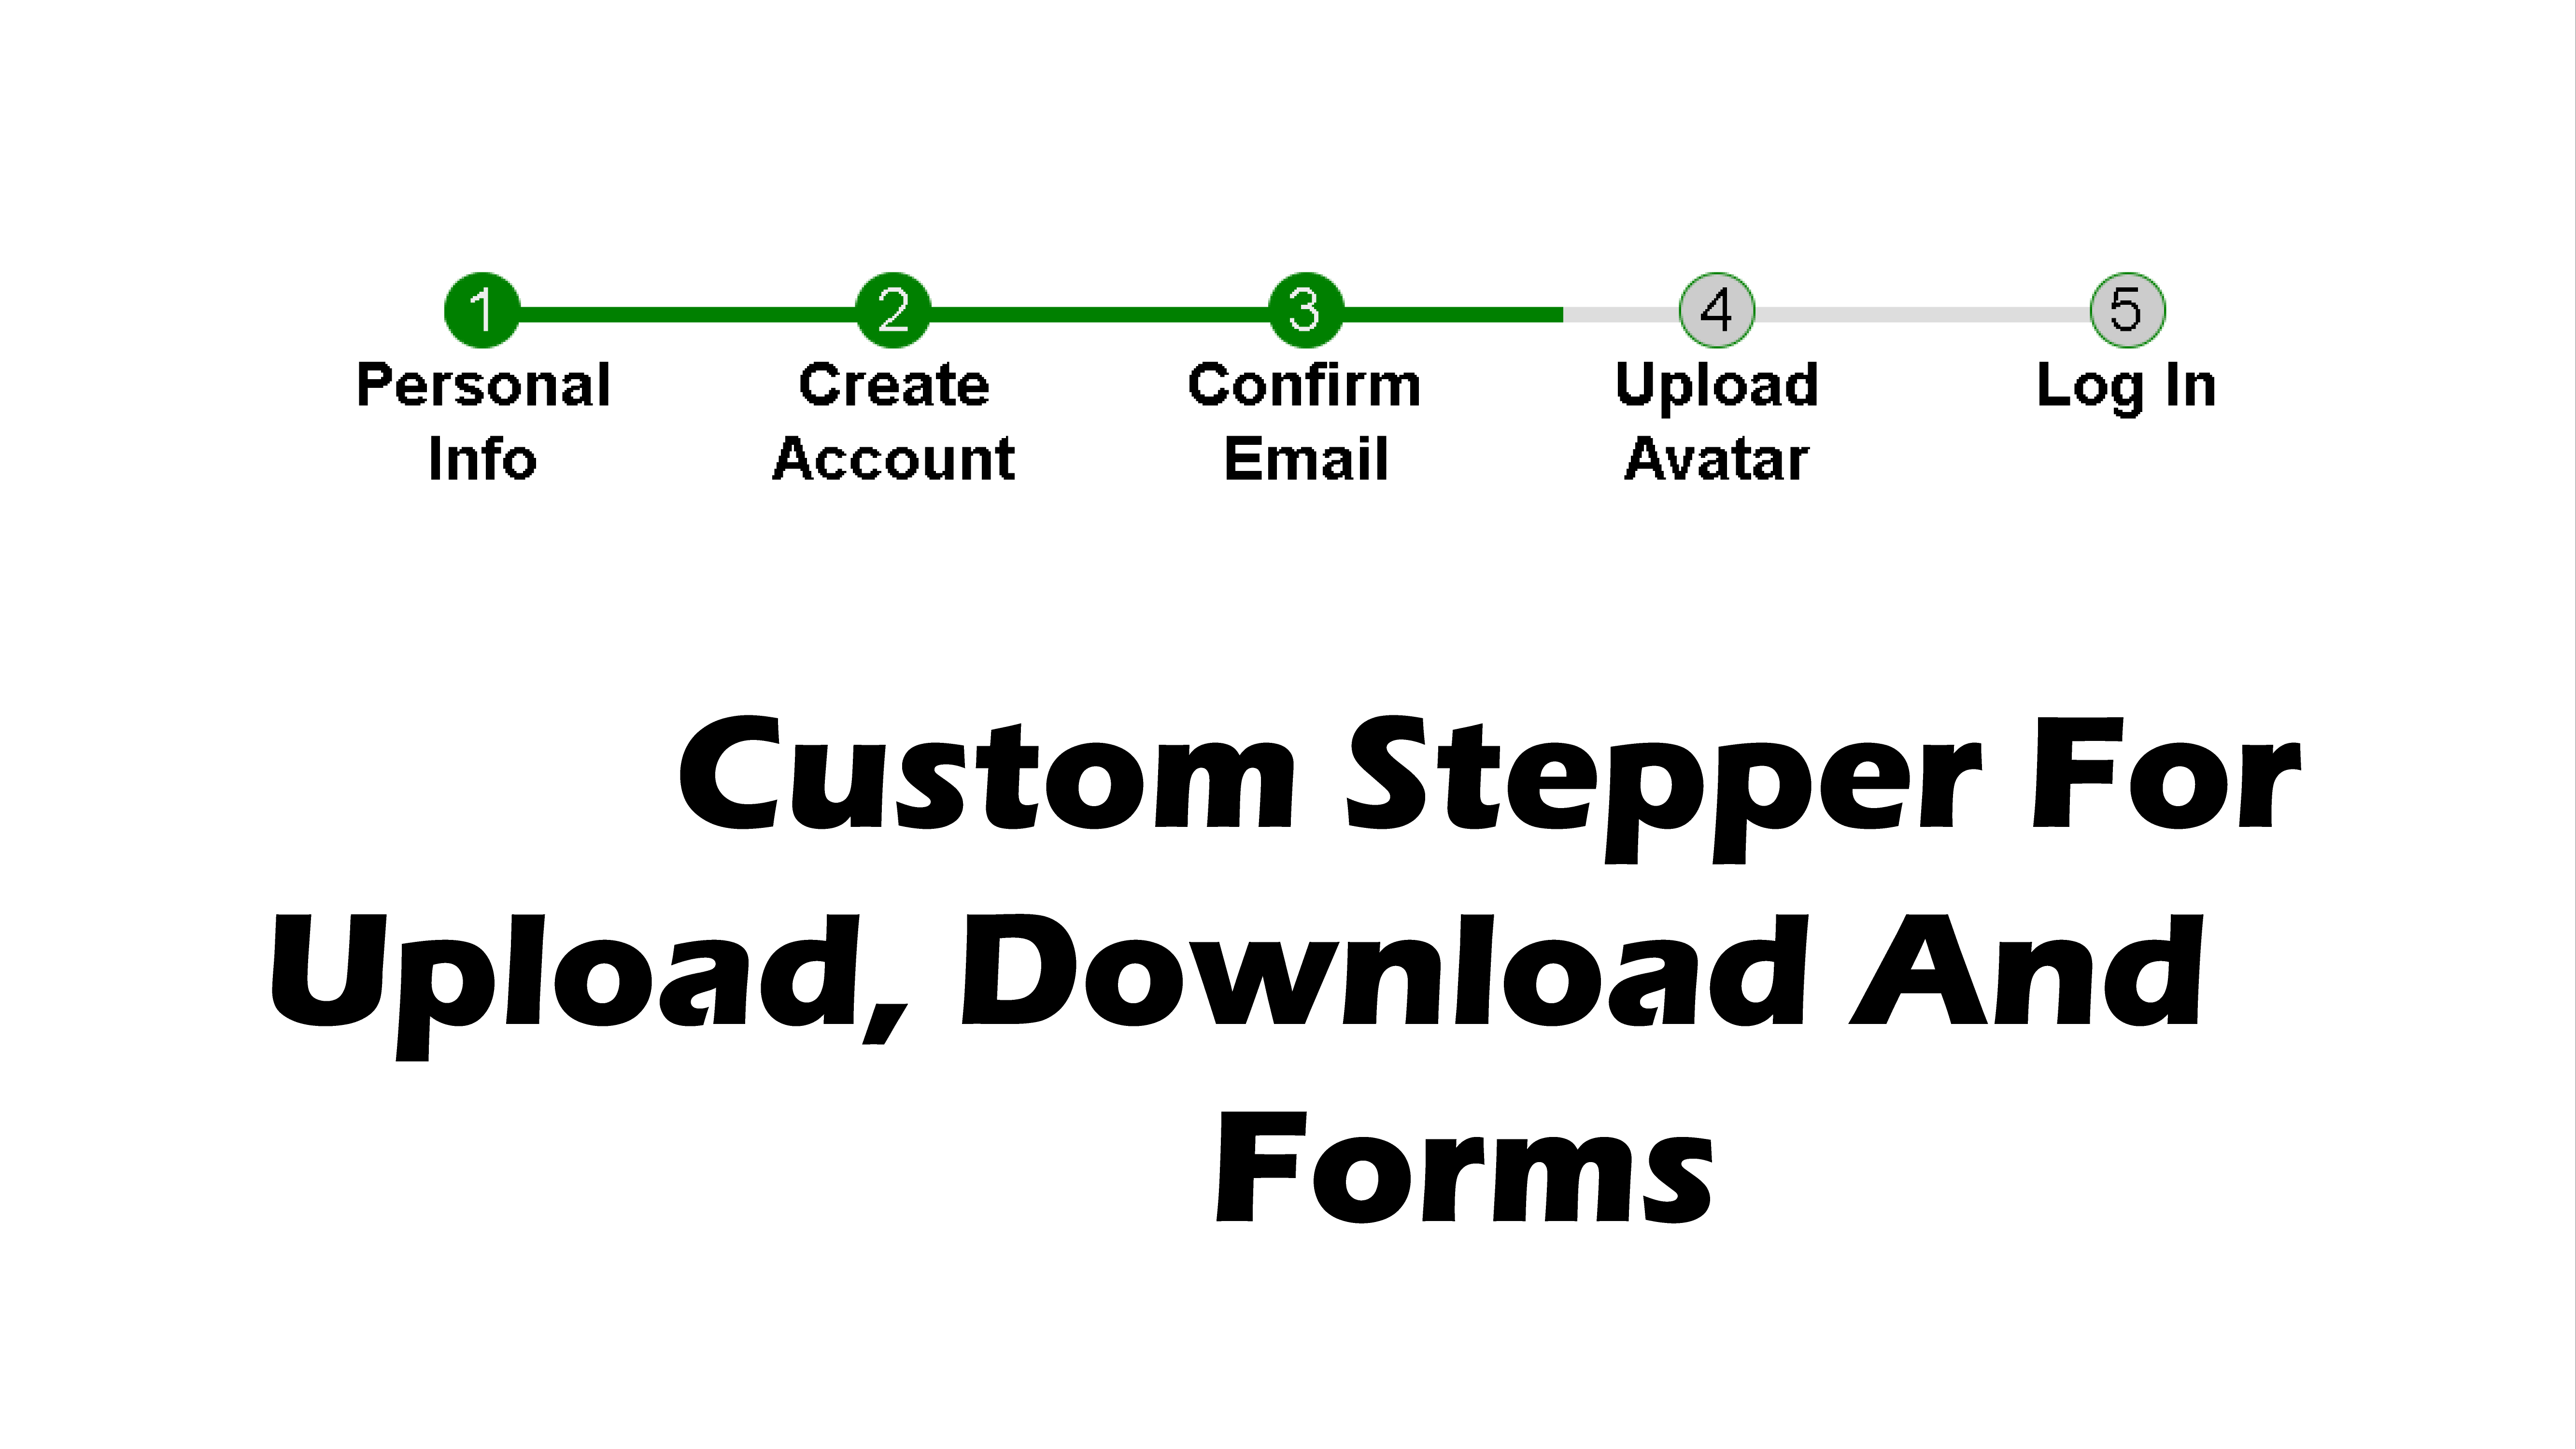 1 2 3 4 5
Personal Create Confirm Upload Log In
Info Account Email Avatar
Custom Stepper For
Upload, Download And
Forms